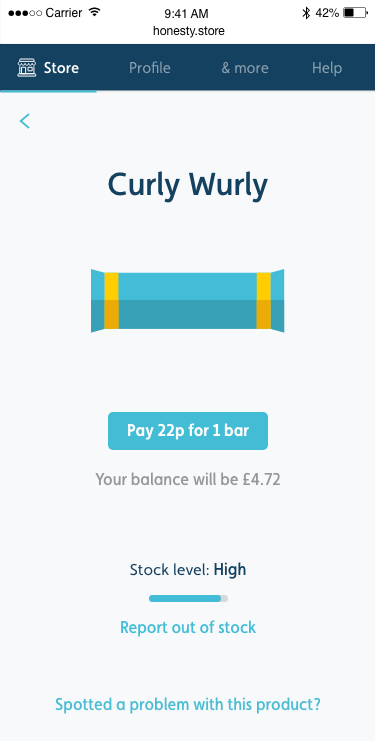 Carrier 9:41 AM 42%
honesty.store
Store Profile & more Help
Curly Wurly
Pay 22p for 1 bar
Your balance will be £4.72
Stock level: High
Report out of stock
Spotted a problem with this product?